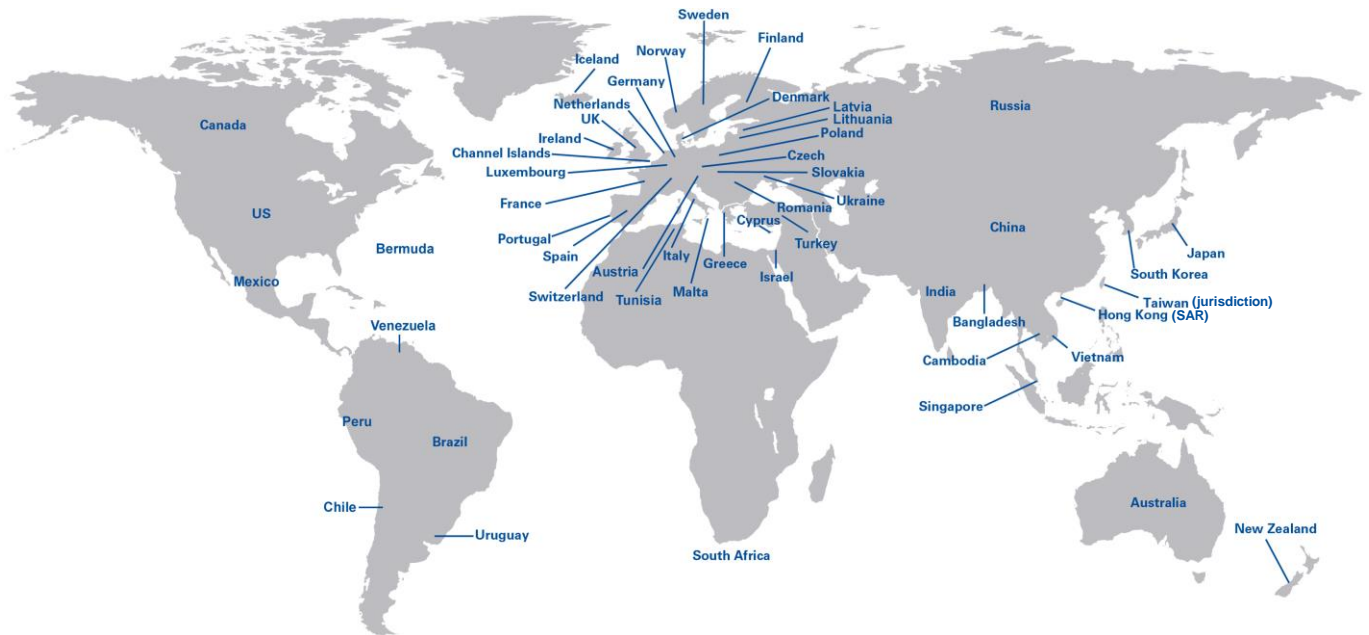 Sweden
Finland
Norway
Iceland
Germany
Denmark
Netherlands
Latvia
Russia
UK
Lithuania
Canada
Ireland
Poland
Channel Islands
Czech
Luxembourg
Slovakia
France
Ukraine
Romania
US
Cyprus
China
Portugal
Bermuda
Turkey
Spain
Italy
Greece
Japan
Austria
Israel
South Korea
Mexico
Switzerland
Tunisia
Malta
India
Taiwan (jurisdiction)
Hong Kong (SAR)
Bangladesh
Venezuela
Cambodia
Vietnam
Singapore
Peru
Brazil
Australia
Chile
New Zealand
Uruguay
South Africa